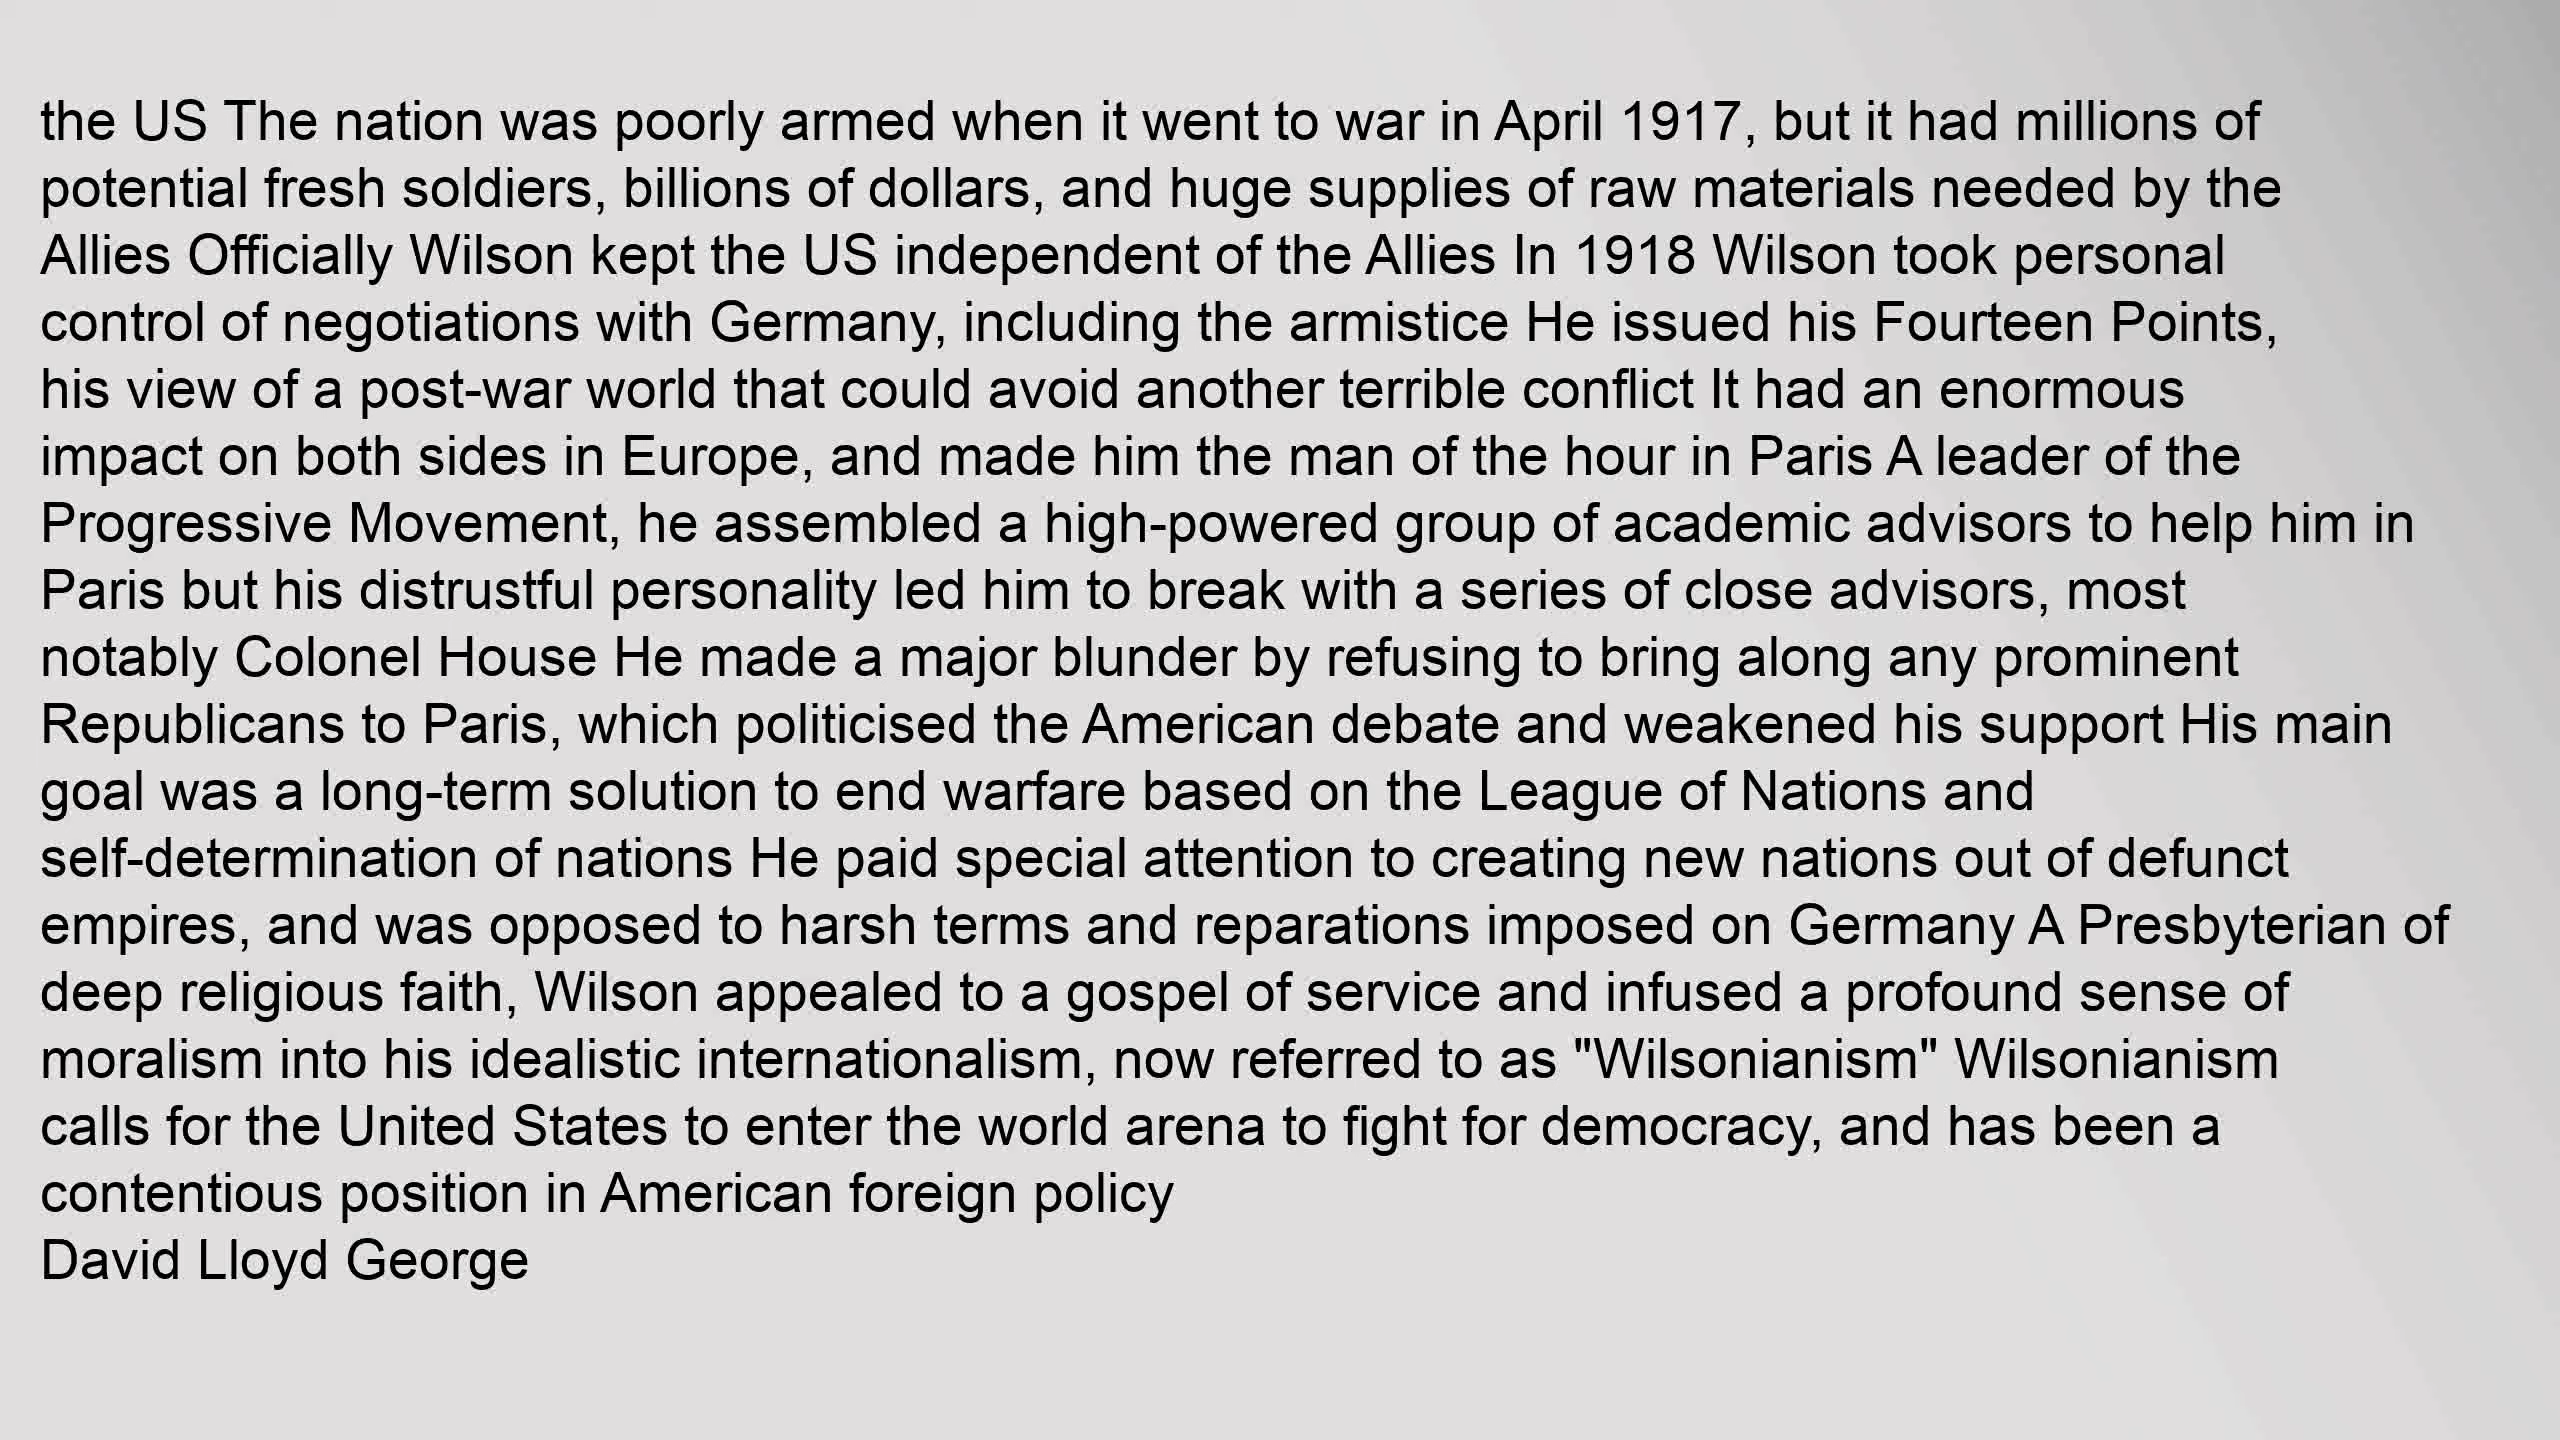 the US The nation was poorly armed when it went to war in April 1917, but it had millions of
potential fresh soldiers, billions of dollars, and huge supplies of raw materials needed by the
Allies Officially Wilson kept the US independent of the Allies In 1918 Wilson took personal
control of negotiations with Germany, including the armistice He issued his Fourteen Points,
his view of a post-war world that could avoid another terrible conflict It had an enormous
impact on both sides in Europe, and made him the man of the hour in Paris A leader of the
Progressive Movement, he assembled a high-powered group of academic advisors to help him in
Paris but his distrustful personality led him to break with a series of close advisors, most
notably Colonel House He made a major blunder by refusing to bring along any prominent
Republicans to Paris, which politicised the American debate and weakened his support His main
goal was a long-term solution to end warfare based on the League of Nations and
self-determination of nations He paid special attention to creating new nations out of defunct
empires, and was opposed to harsh terms and reparations imposed on Germany A Presbyterian of
deep religious faith, Wilson appealed to a gospel of service and infused a profound sense of
moralism into his idealistic internationalism, now referred to as "Wilsonianism" Wilsonianism
calls for the United States to enter the world arena to fight for democracy, and has been a
contentious position in American foreign policy
David Lloyd George